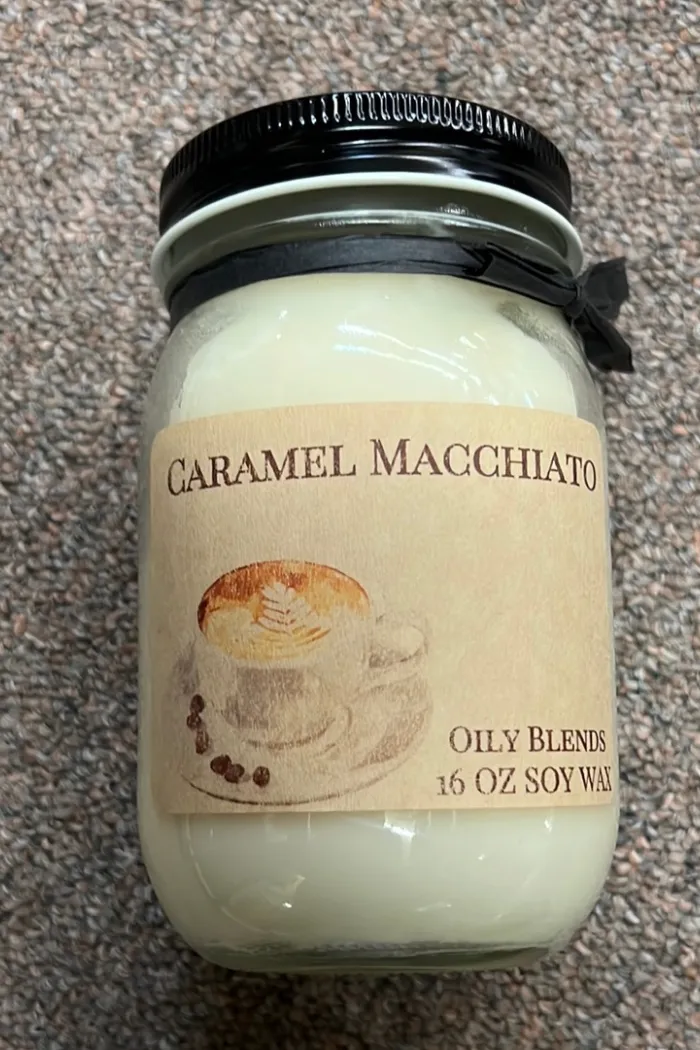 CARAMEL MACCHIATO
OILY BLENDS
16 OZ SOY WAX